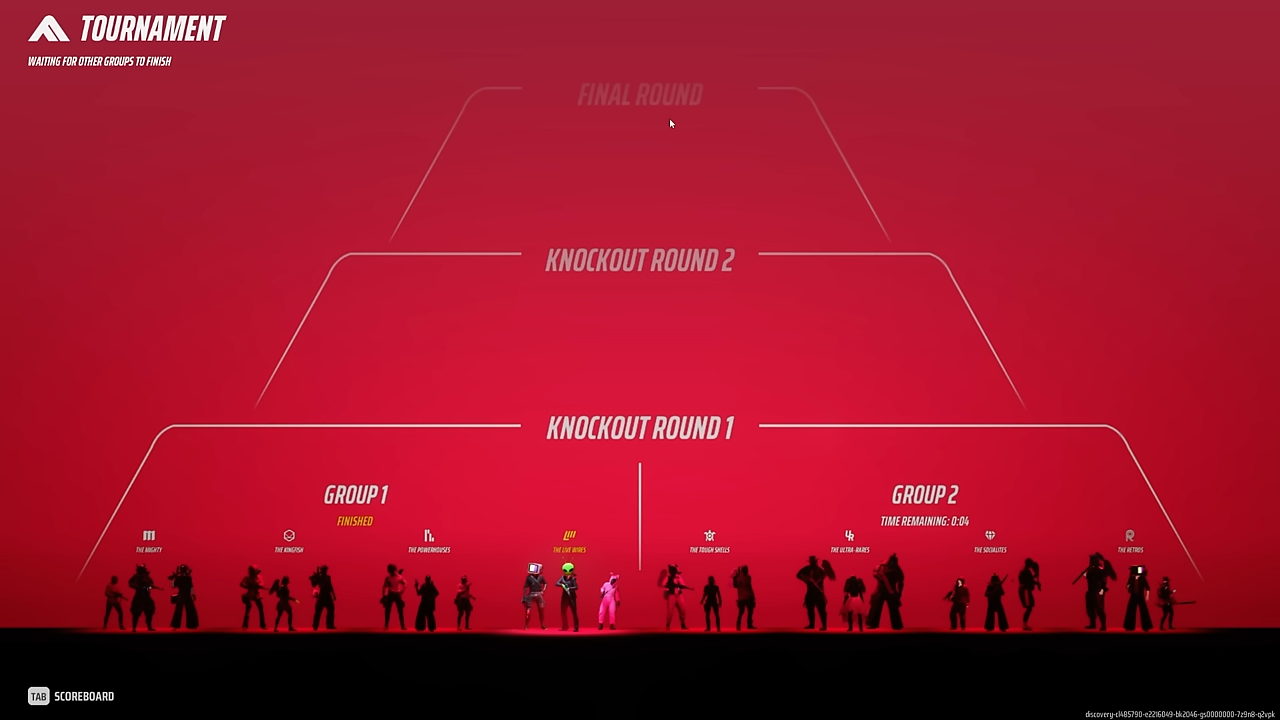 TOURNAMENT
WAITING FOR OTHER GROUPS TO FINISH
FINAL ROUND
KNOCKOUT ROUND 2
KNOCKOUT ROUND 1
GROUP 1
FINISHED
GROUP 2
TIME REMAINING: 0:04
THE MIGHTY
THE KINGFISH
THE POWERHOUSES
THE LIVE WIRES
THE TOUGH SHELLS
THE ULTRA-RARES
THE SOCIALITES
THE RETROS
TAB SCOREBOARD